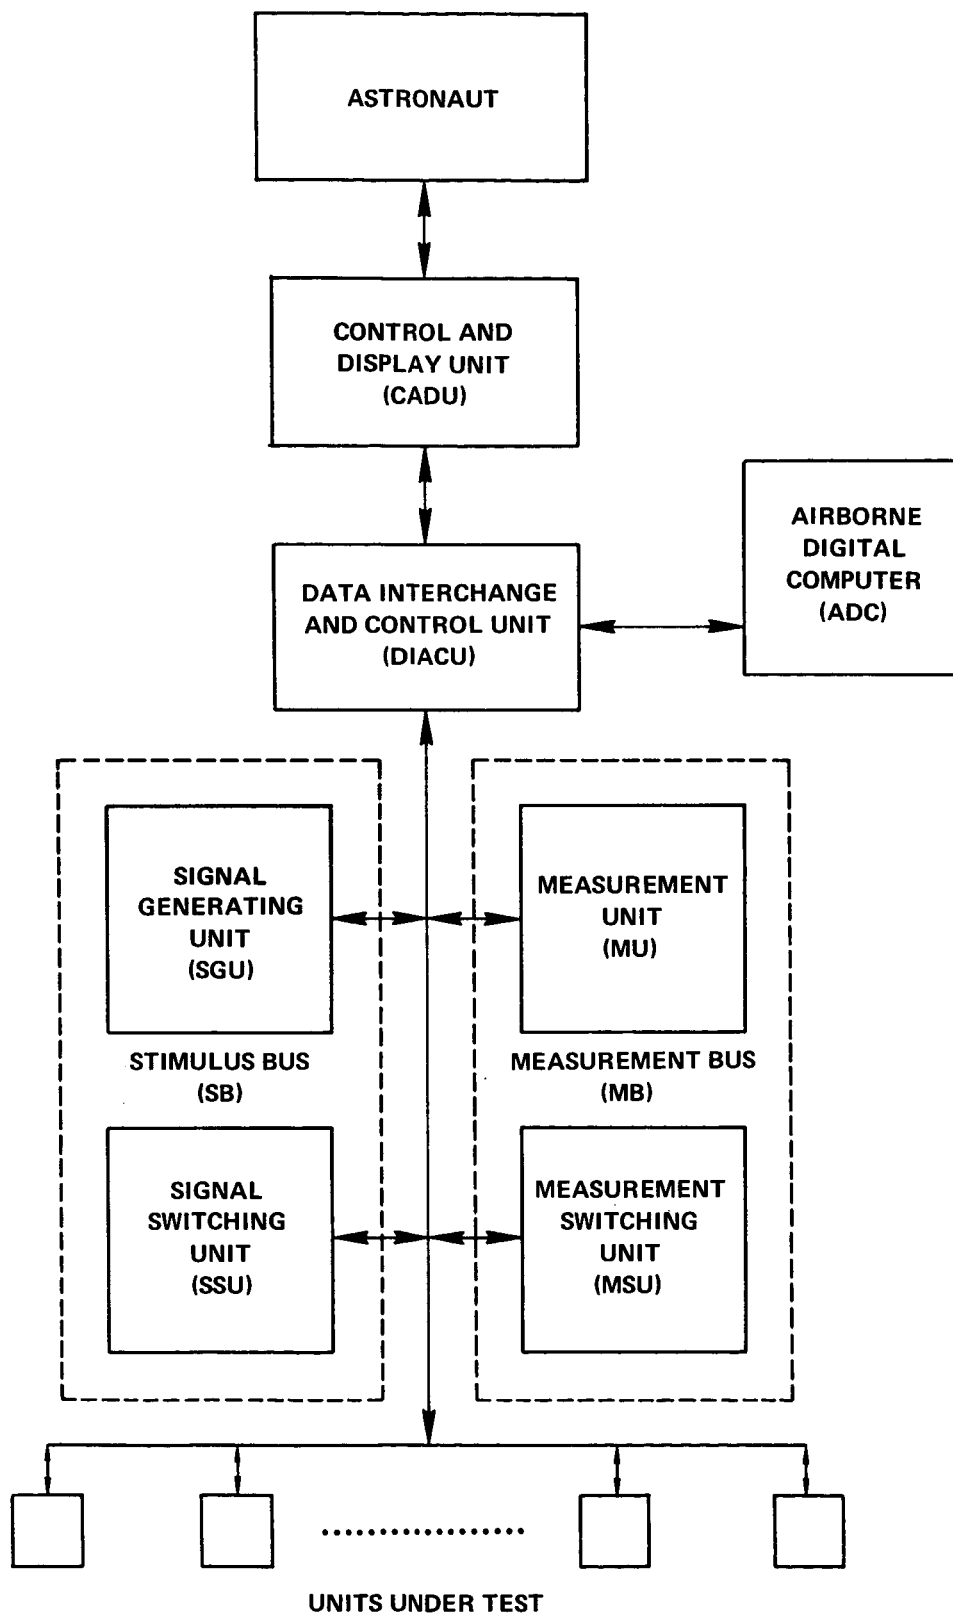 ASTRONAUT
CONTROL AND
DISPLAY UNIT
(CADU)
AIRBORNE
DIGITAL
COMPUTER
(ADC)
DATA INTERCHANGE
AND CONTROL UNIT
(DIACU)
SIGNAL
GENERATING
UNIT
(SGU)
MEASUREMENT
UNIT
(MU)
STIMULUS BUS
(SB)
MEASUREMENT BUS
(MB)
SIGNAL
SWITCHING
UNIT
(SSU)
MEASUREMENT
SWITCHING
UNIT
(MSU)
UNITS UNDER TEST